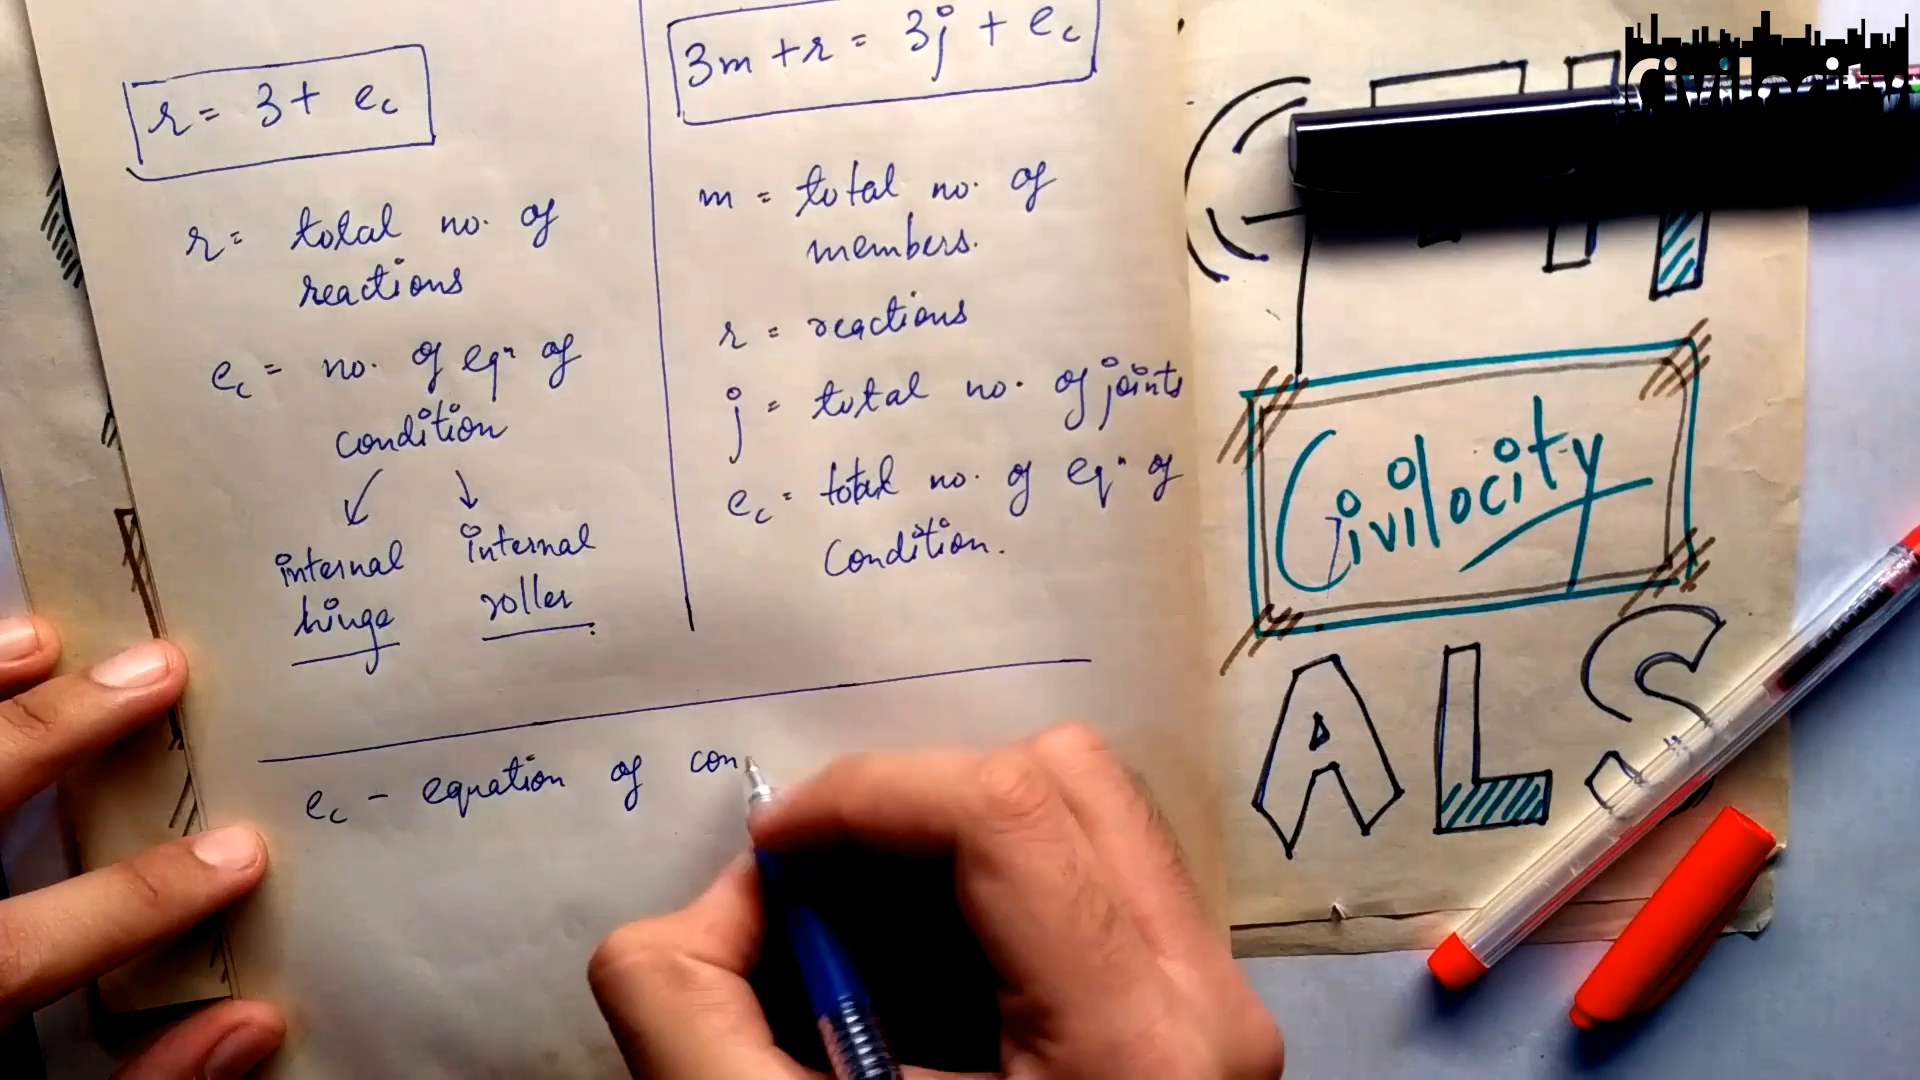 r = 3 + ec
r = total no. of
reactions
ec = no. of eqn of
condition
internal
hinge
internal
roller
3m + r = 3j + ec
m = total no. of
members.
r = reactions
j = total no. of joints
ec = total no. of eqn of
Condition.
ec - equation of con
Civilocity
Civilocity
ALS